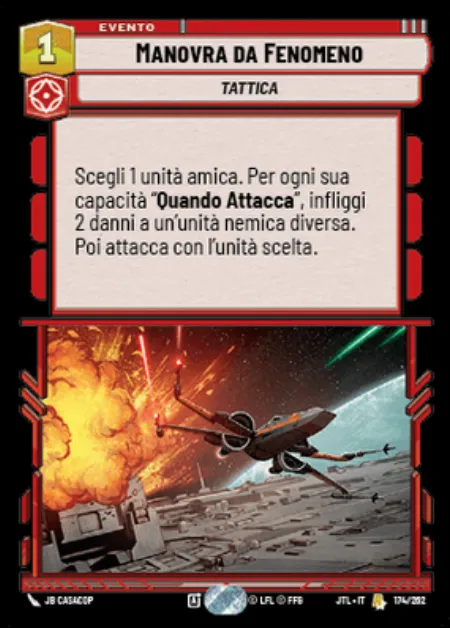 EVENTO
1
MANOVRA DA FENOMENO
TATTICA
Scegli 1 unità amica. Per ogni sua
capacità “Quando Attacca”, infliggi
2 danni a un’unità nemica diversa.
Poi attacca con l’unità scelta.
JB CASACOP
© LFL © FFG
JTL • IT
174/262